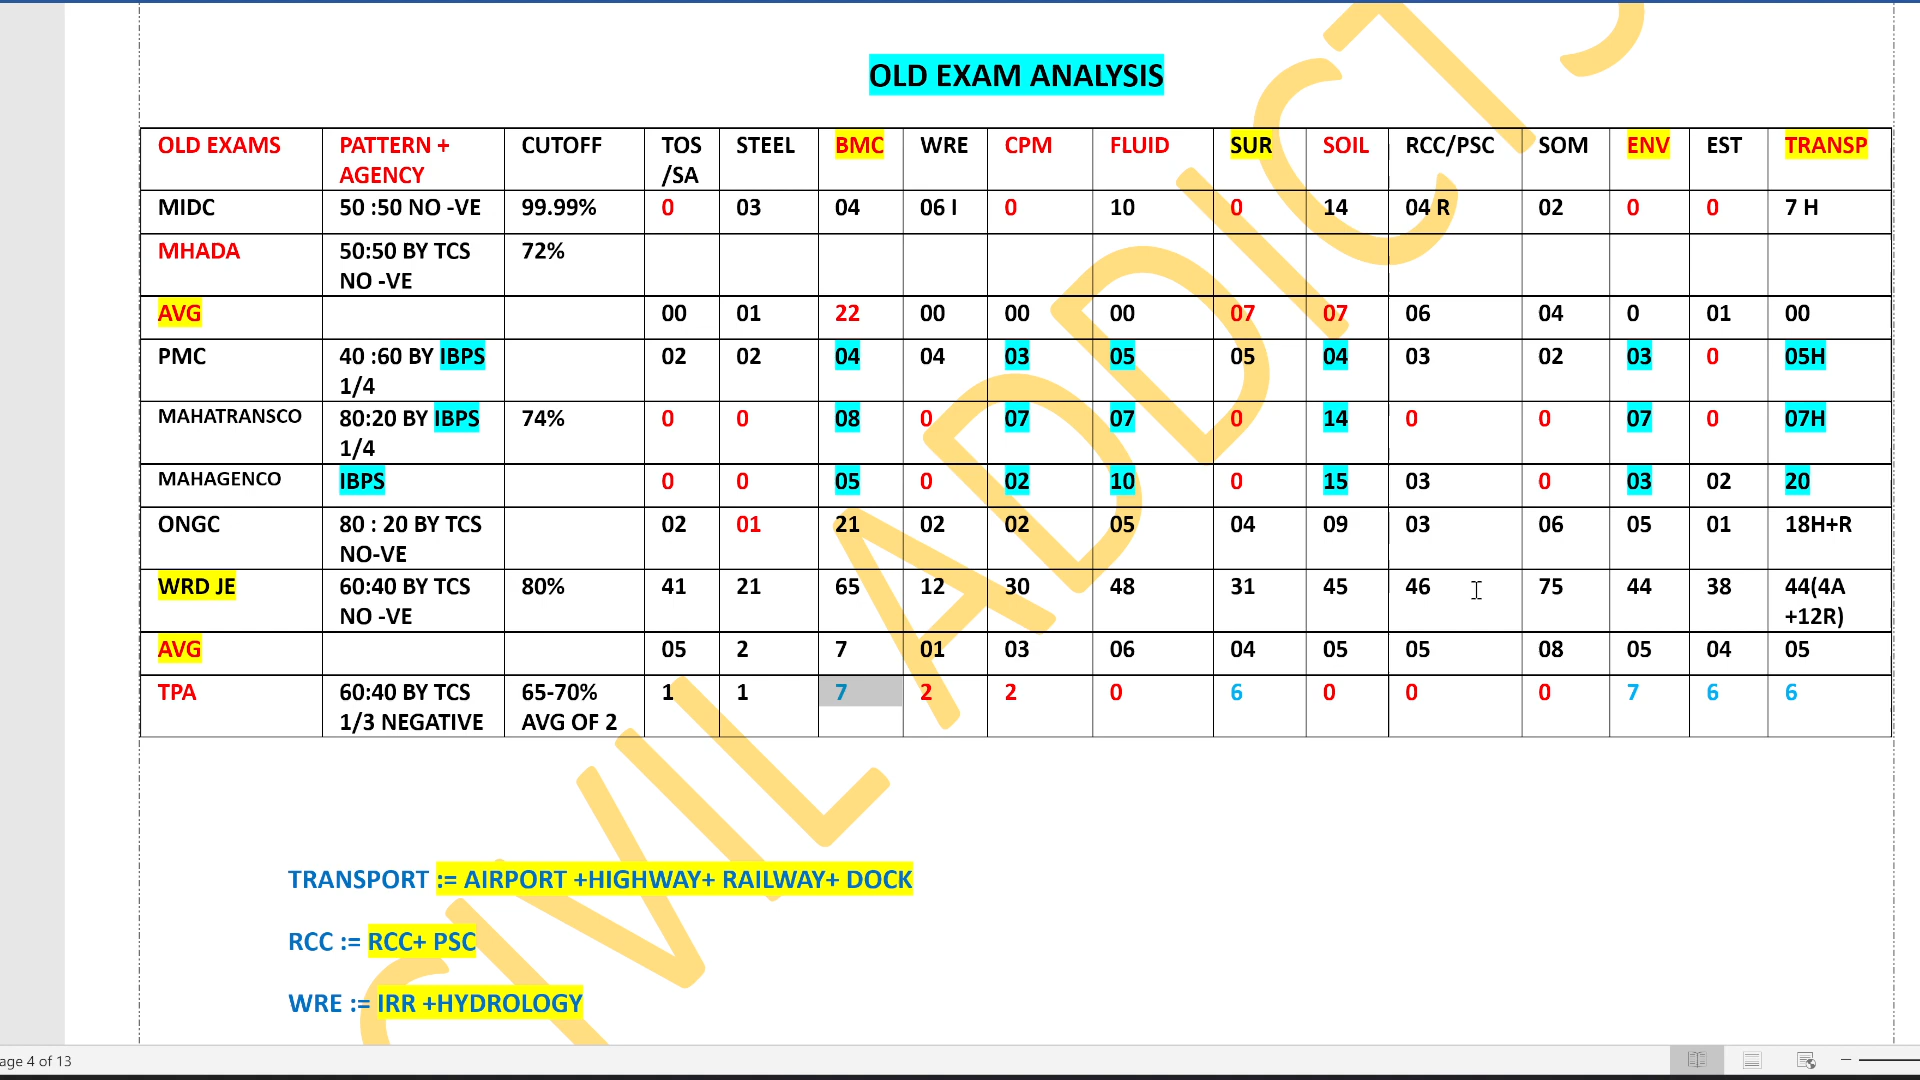 OLD EXAM ANALYSIS
OLD EXAMS PATTERN + AGENCY CUTOFF TOS /SA STEEL BMC WRE CPM FLUID SUR SOIL RCC/PSC SOM ENV EST TRANSP
MIDC 50 :50 NO -VE 99.99% 0 03 04 06 I 0 10 0 14 04 R 02 0 0 7 H
MHADA 50:50 BY TCS NO -VE 72%
AVG 00 01 22 00 00 00 07 07 06 04 0 01 00
PMC 40 :60 BY IBPS 1/4 02 02 04 04 03 05 05 04 03 02 03 0 05H
MAHATRANSCO 80:20 BY IBPS 1/4 74% 0 0 08 0 07 07 0 14 0 0 07 0 07H
MAHAGENCO IBPS 0 0 05 0 02 10 0 15 03 0 03 02 20
ONGC 80 : 20 BY TCS NO-VE 02 01 21 02 02 05 04 09 03 06 05 01 18H+R
WRD JE 60:40 BY TCS NO -VE 80% 41 21 65 12 30 48 31 45 46 75 44 38 44(4A +12R)
AVG 05 2 7 01 03 06 04 05 05 08 05 04 05
TPA 60:40 BY TCS 1/3 NEGATIVE 65-70% AVG OF 2 1 1 7 2 2 0 6 0 0 0 7 6 6
TRANSPORT := AIRPORT +HIGHWAY+ RAILWAY+ DOCK
RCC := RCC+ PSC
WRE := IRR +HYDROLOGY
CIVIL ADDICTS
age 4 of 13